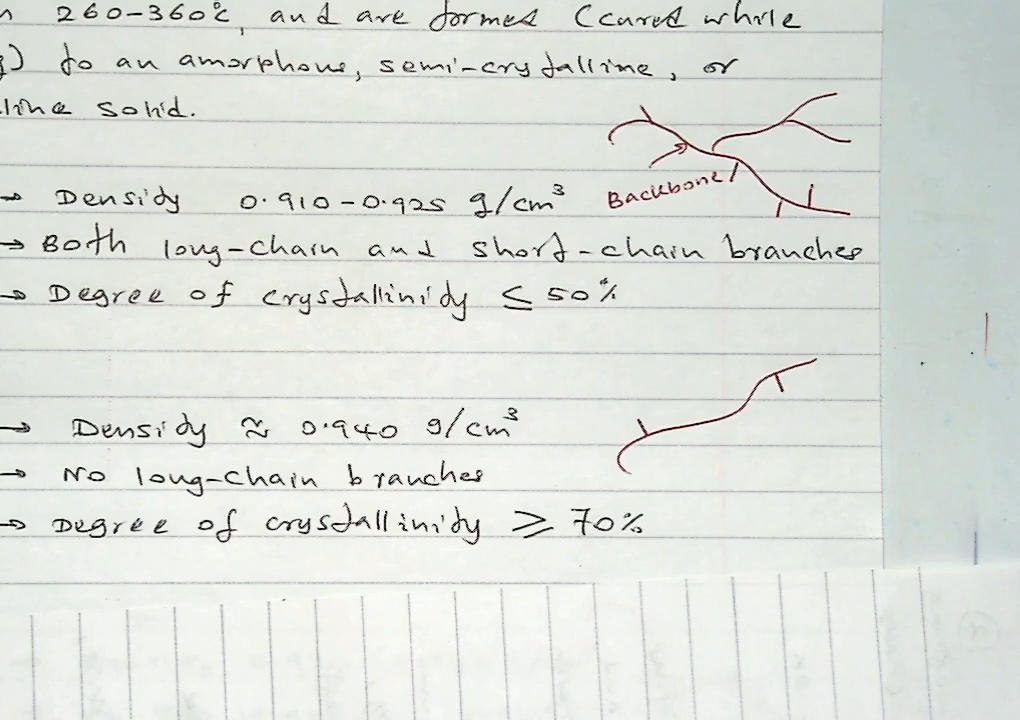 260-360°C, and are formed (cured while
) to an amorphous, semi-crystalline, or
line solid.
→ Density 0.910-0.925 g/cm³
Backbone
→ Both long-chain and short-chain branches
→ Degree of crystallinity ≤ 50%
→ Density ≈ 0.940 g/cm³
→ No long-chain branches
→ Degree of crystallinity ≥ 70%